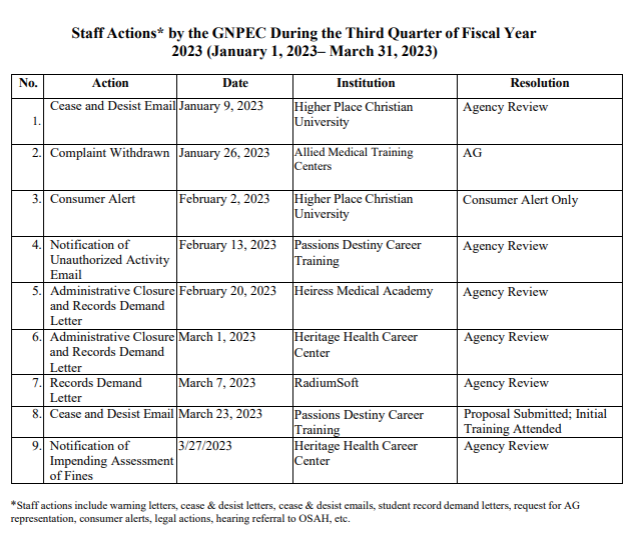 Staff Actions* by the GNPEC During the Third Quarter of Fiscal Year
2023 (January 1, 2023– March 31, 2023)
No. Action Date Institution Resolution
1. Cease and Desist Email January 9, 2023 Higher Place Christian Agency Review
University
2. Complaint Withdrawn January 26, 2023 Allied Medical Training AG
Centers
3. Consumer Alert February 2, 2023 Higher Place Christian Consumer Alert Only
University
4. Notification of February 13, 2023 Passions Destiny Career Agency Review
Unauthorized Activity Training
Email
5. Administrative Closure February 20, 2023 Heiress Medical Academy Agency Review
and Records Demand
Letter
6. Administrative Closure March 1, 2023 Heritage Health Career Agency Review
and Records Demand Center
Letter
7. Records Demand March 7, 2023 RadiumSoft Agency Review
Letter
8. Cease and Desist Email March 23, 2023 Passions Destiny Career Proposal Submitted; Initial
Training Training Attended
9. Notification of 3/27/2023 Heritage Health Career Agency Review
Impending Assessment Center
of Fines
*Staff actions include warning letters, cease & desist letters, cease & desist emails, student record demand letters, request for AG
representation, consumer alerts, legal actions, hearing referral to OSAH, etc.